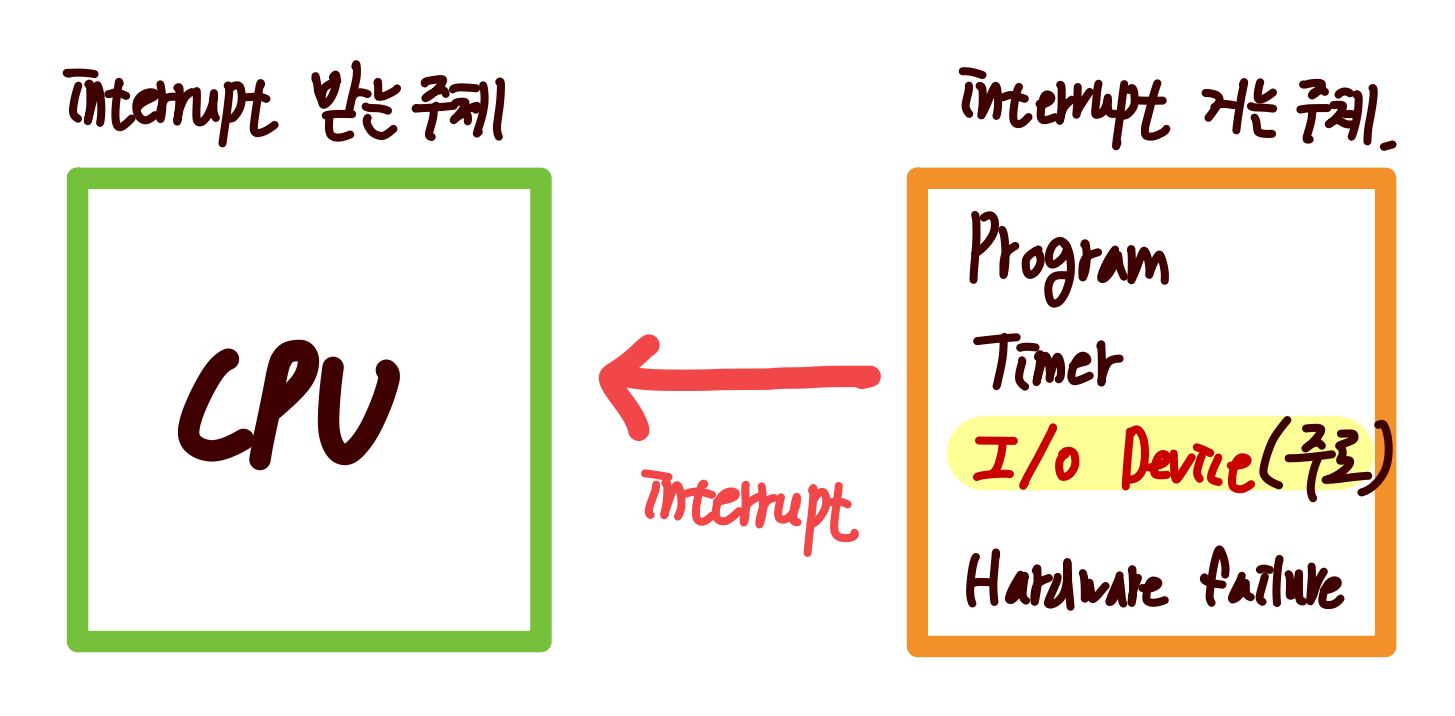 interrupt 받는 주체
interrupt 거는 주체.
CPU
interrupt
Program
Timer
I/O Device (주로)
Hardware failure